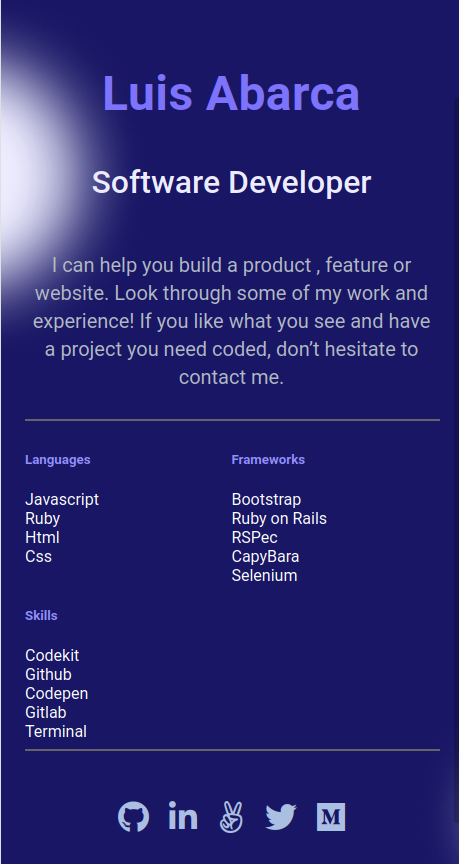 Luis Abarca
Software Developer
I can help you build a product , feature or
website. Look through some of my work and
experience! If you like what you see and have
a project you need coded, don’t hesitate to
contact me.
Languages
Javascript
Ruby
Html
Css
Frameworks
Bootstrap
Ruby on Rails
RSPec
CapyBara
Selenium
Skills
Codekit
Github
Codepen
Gitlab
Terminal
in
M